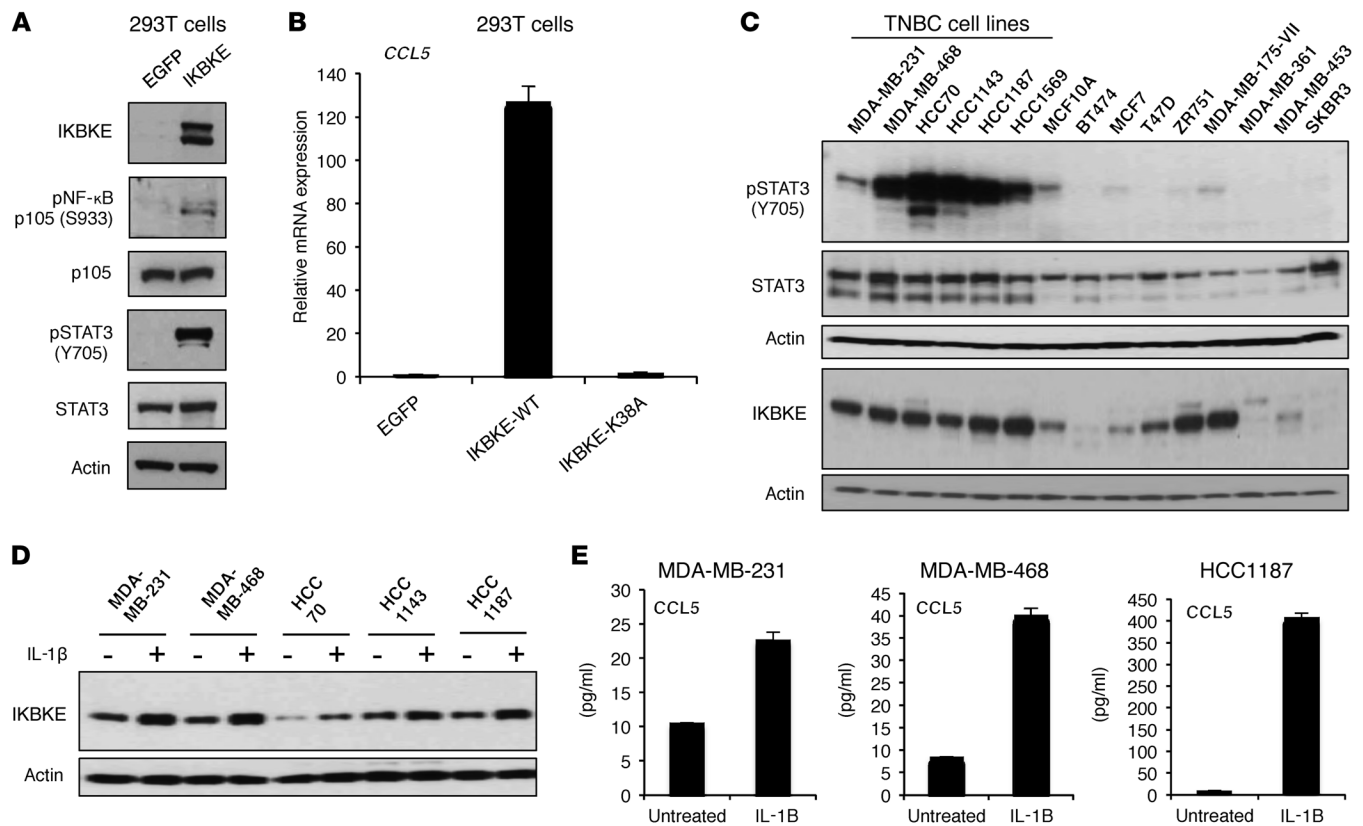 A
293T cells
EGFP
IKBKE
IKBKE
pNF-κB
p105 (S933)
p105
pSTAT3
(Y705)
STAT3
Actin
B
293T cells
CCL5
Relative mRNA expression
140
120
100
80
60
40
20
0
EGFP
IKBKE-WT
IKBKE-K38A
C
TNBC cell lines
MDA-MB-231
MDA-MB-468
HCC70
HCC1143
HCC1187
HCC1569
MCF10A
BT474
MCF7
T47D
ZR751
MDA-MB-175-VII
MDA-MB-361
MDA-MB-453
SKBR3
pSTAT3
(Y705)
STAT3
Actin
IKBKE
Actin
D
MDA-
MB-231
MDA-
MB-468
HCC
70
HCC
1143
HCC
1187
IL-1β - + - + - + - + - +
IKBKE
Actin
E
MDA-MB-231
CCL5
(pg/ml)
30
25
20
15
10
5
0
Untreated IL-1B
MDA-MB-468
CCL5
(pg/ml)
45
40
35
30
25
20
15
10
5
0
Untreated IL-1B
HCC1187
CCL5
(pg/ml)
450
400
350
300
250
200
150
100
50
0
Untreated IL-1B